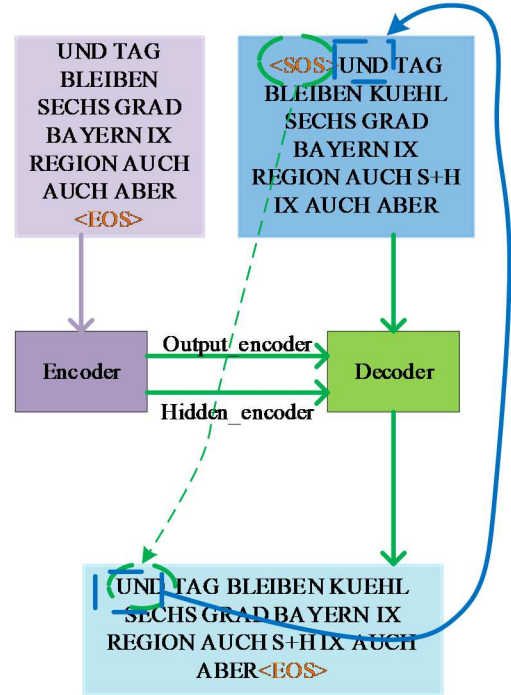 UND TAG
BLEIBEN
SECHS GRAD
BAYERN IX
REGION AUCH
AUCH ABER
<EOS>
<SOS>UND TAG
BLEIBEN KUEHL
SECHS GRAD
BAYERN IX
REGION AUCH S+H
IX AUCH ABER
Encoder
Output_encoder
Hidden_encoder
Decoder
UND TAG BLEIBEN KUEHL
SECHS GRAD BAYERN IX
REGION AUCH S+H IX AUCH
ABER<EOS>